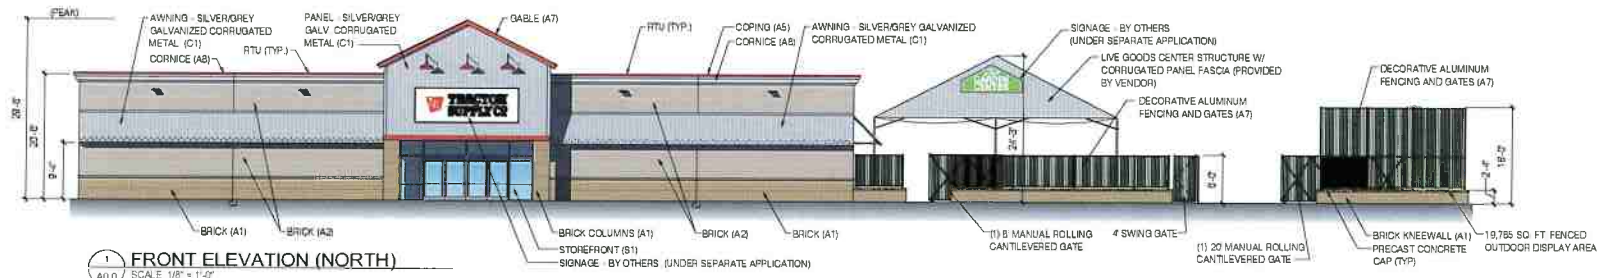 (PEAK)
AWNING - SILVER/GREY
GALVANIZED CORRUGATED
METAL (C1)
CORNICE (A8)
RTU (TYP.)
PANEL - SILVER/GREY
GALV. CORRUGATED
METAL (C1)
GABLE (A7)
RTU (TYP.)
COPING (A5)
CORNICE (A8)
AWNING - SILVER/GREY GALVANIZED
CORRUGATED METAL (C1)
SIGNAGE - BY OTHERS
(UNDER SEPARATE APPLICATION)
LIVE GOODS CENTER STRUCTURE W/
CORRUGATED PANEL FASCIA (PROVIDED
BY VENDOR)
DECORATIVE ALUMINUM
FENCING AND GATES (A7)
DECORATIVE ALUMINUM
FENCING AND GATES (A7)
TRACTOR
SUPPLY CO
GARDEN
CENTER
BRICK (A1)
BRICK (A2)
BRICK COLUMNS (A1)
STOREFRONT (S1)
SIGNAGE - BY OTHERS (UNDER SEPARATE APPLICATION)
BRICK (A2)
BRICK (A1)
(1) 8' MANUAL ROLLING
CANTILEVERED GATE
4' SWING GATE
(1) 20' MANUAL ROLLING
CANTILEVERED GATE
BRICK KNEEWALL (A1)
PRECAST CONCRETE
CAP (TYP)
19,765 SQ. FT. FENCED
OUTDOOR DISPLAY AREA
1
A0.0
FRONT ELEVATION (NORTH)
SCALE: 1/8" = 1'-0"